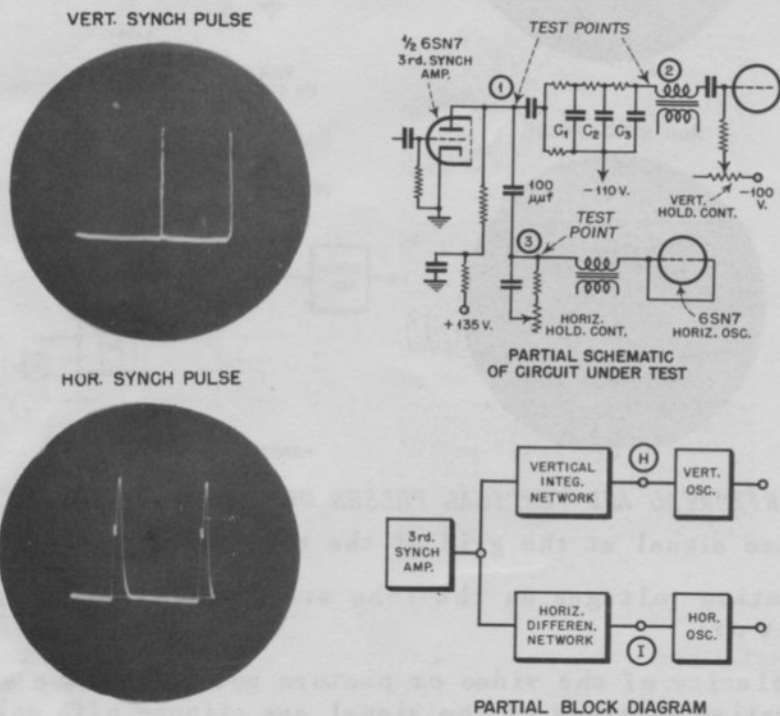 VERT. SYNCH PULSE
½ 6SN7
3rd. SYNCH
AMP.
TEST POINTS
1
2
C1
C2
C3
-110 V.
-100
V.
VERT.
HOLD. CONT.
100
μμf
3
TEST
POINT
+ 135 V.
HORIZ.
HOLD. CONT.
6SN7
HORIZ. OSC.
PARTIAL SCHEMATIC
OF CIRCUIT UNDER TEST
HOR. SYNCH PULSE
3rd.
SYNCH
AMP.
VERTICAL
INTEG.
NETWORK
H
VERT.
OSC.
HORIZ.
DIFFEREN.
NETWORK
I
HOR.
OSC.
PARTIAL BLOCK DIAGRAM